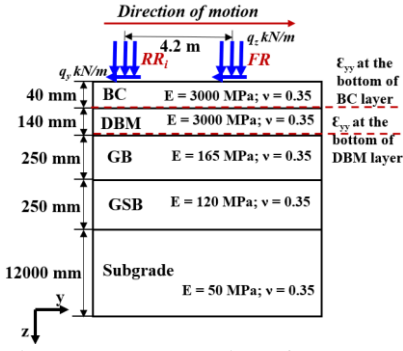 Direction of motion
4.2 m
q_z kN/m
q_y kN/m
RR_i
FR
Ɛ_yy at the
bottom of
BC layer
40 mm
BC
E = 3000 MPa; ν = 0.35
140 mm
DBM
E = 3000 MPa; ν = 0.35
Ɛ_yy at the
bottom of
DBM layer
250 mm
GB
E = 165 MPa; ν = 0.35
250 mm
GSB
E = 120 MPa; ν = 0.35
12000 mm
Subgrade
E = 50 MPa; ν = 0.35
y
z